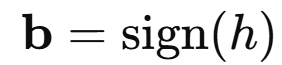 b = sign(h)